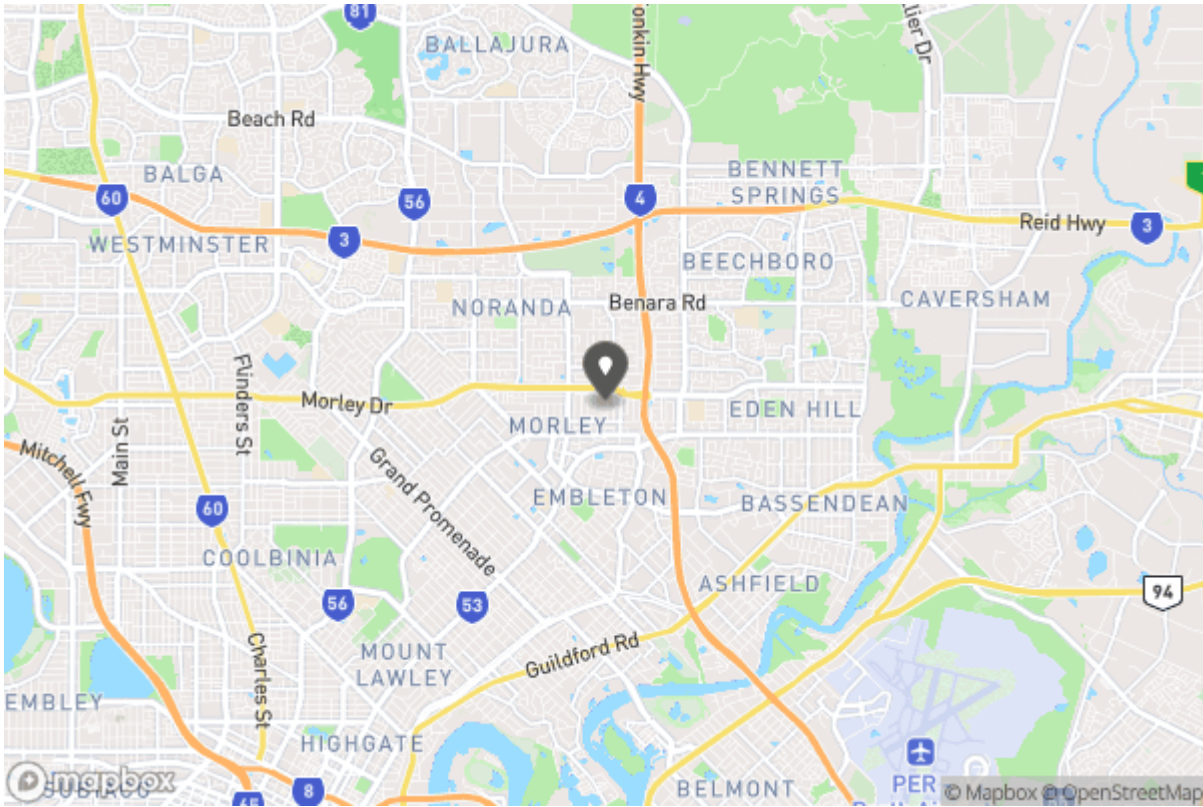 81
Tonkin Hwy
BALLAJURA
Beach Rd
BALGA
60
56
4
BENNETT
SPRINGS
WESTMINSTER
3
Reid Hwy
3
BEECHBORO
NORANDA
Benara Rd
CAVERSHAM
Flinders St
Morley Dr
EDEN HILL
Main St
MORLEY
Mitchell Fwy
Grand Promenade
EMBLETON
BASSENDEAN
60
COOLBINIA
ASHFIELD
56
53
94
Charles St
MOUNT
LAWLEY
Guildford Rd
EMBLEY
HIGHGATE
mapbox
SUBIACO
65
8
BELMONT
PER
© Mapbox © OpenStreetMap